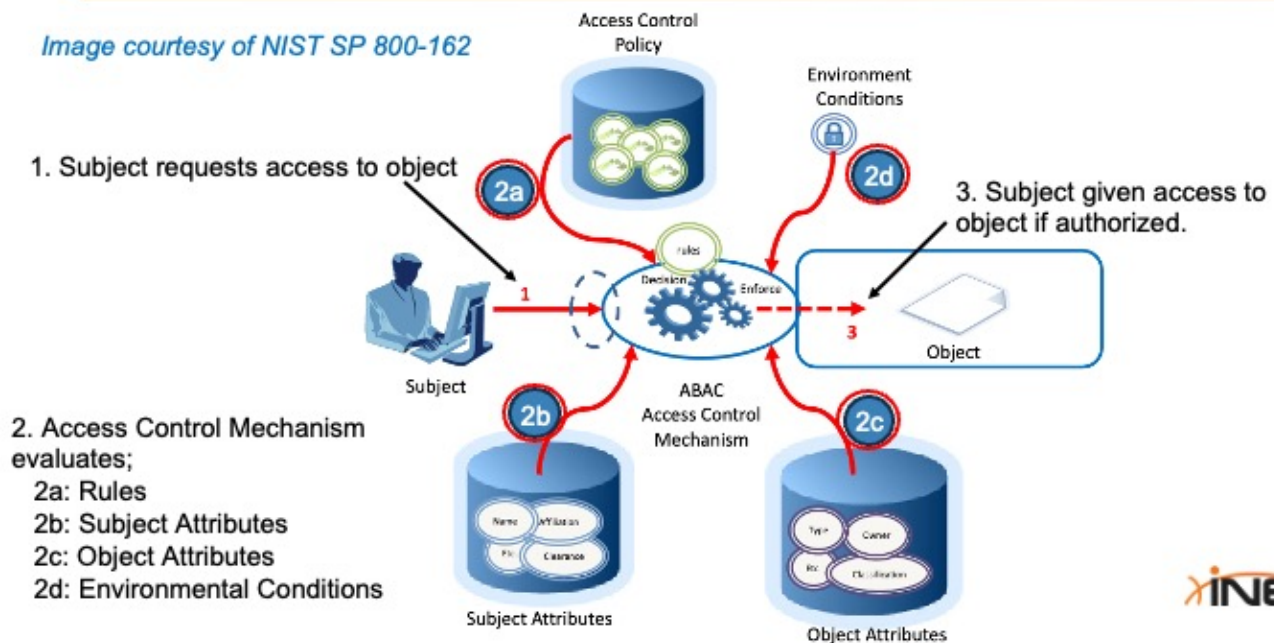 Image courtesy of NIST SP 800-162
Access Control
Policy
Environment
Conditions
1. Subject requests access to object
2a
2d
3. Subject given access to
object if authorized.
rules
Decision
Enforce
1
3
Subject
Object
ABAC
Access Control
Mechanism
2b
2c
2. Access Control Mechanism
evaluates;
2a: Rules
2b: Subject Attributes
2c: Object Attributes
2d: Environmental Conditions
Name
Affiliation
Etc
Clearance
Type
Owner
Etc
Classification
Subject Attributes
Object Attributes